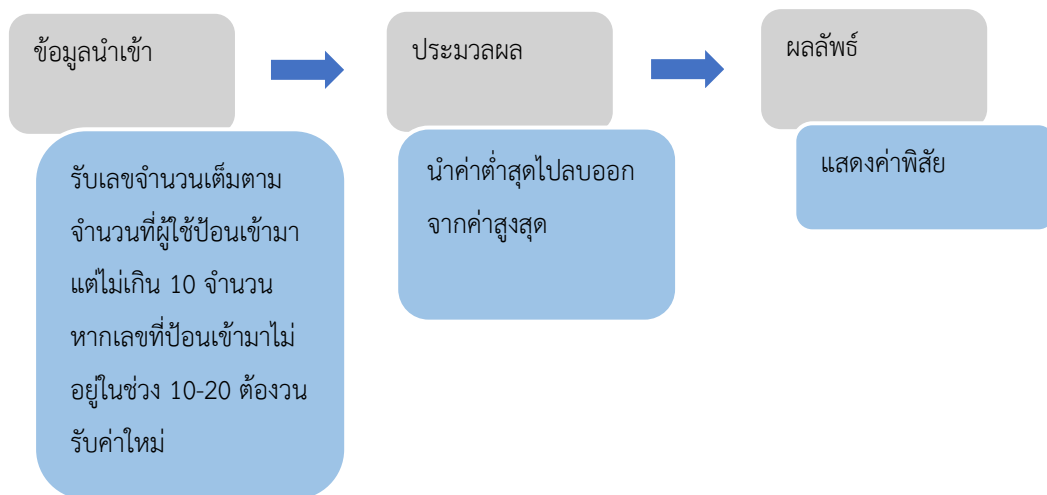 ข้อมูลนำเข้า
รับเลขจำนวนเต็มตาม
จำนวนที่ผู้ใช้ป้อนเข้ามา
แต่ไม่เกิน 10 จำนวน
หากเลขที่ป้อนเข้ามาไม่
อยู่ในช่วง 10-20 ต้องวน
รับค่าใหม่
ประมวลผล
นำค่าต่ำสุดไปลบออก
จากค่าสูงสุด
ผลลัพธ์
แสดงค่าพิสัย